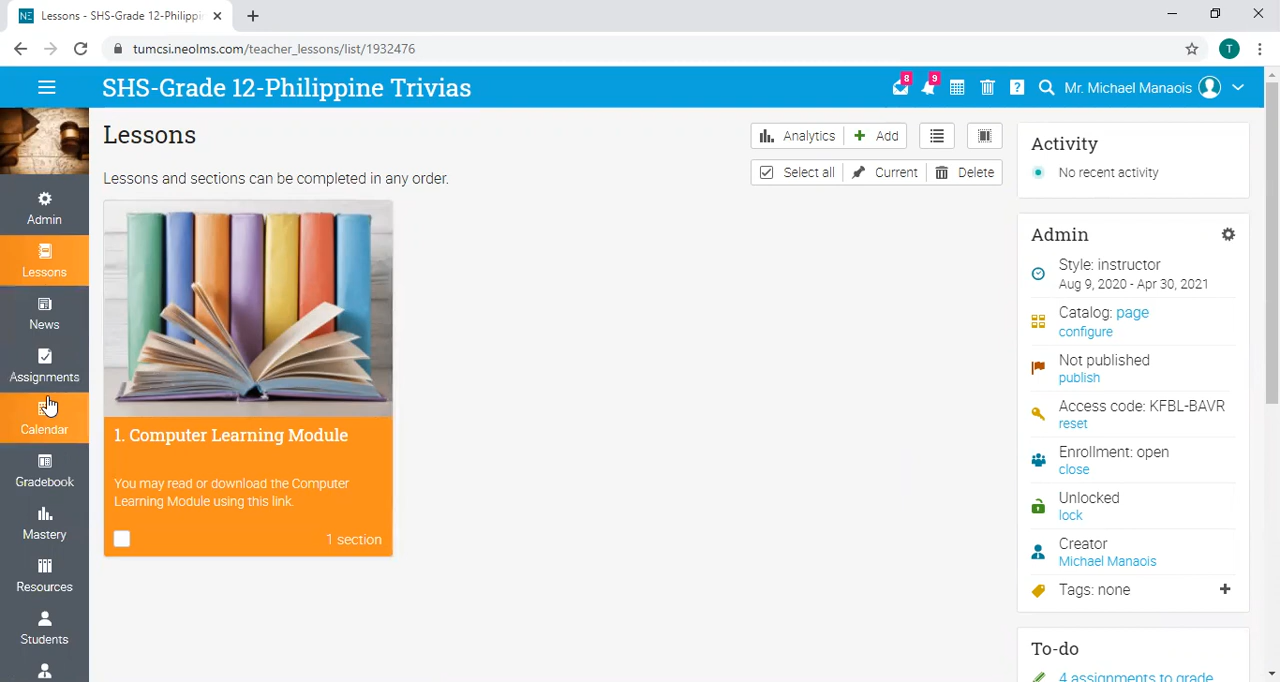 Lessons - SHS-Grade 12-Philippi
tumcsi.neolms.com/teacher_lessons/list/1932476
T
SHS-Grade 12-Philippine Trivias
8
9
Mr. Michael Manaois
Admin
Lessons
News
Assignments
Calendar
Gradebook
Mastery
Resources
Students
Lessons
Analytics
Add
Select all
Current
Delete
Lessons and sections can be completed in any order.
1. Computer Learning Module
You may read or download the Computer
Learning Module using this link.
1 section
Activity
No recent activity
Admin
Style: instructor
Aug 9, 2020 - Apr 30, 2021
Catalog: page
configure
Not published
publish
Access code: KFBL-BAVR
reset
Enrollment: open
close
Unlocked
lock
Creator
Michael Manaois
Tags: none
To-do
4 assignments to grade